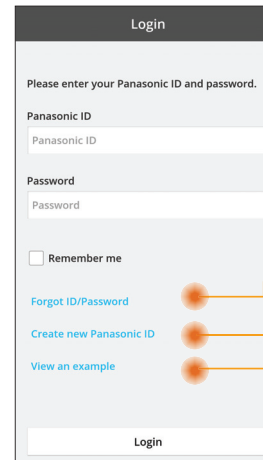 Login
Please enter your Panasonic ID and password.
Panasonic ID
Panasonic ID
Password
Password
Remember me
Forgot ID/Password
Create new Panasonic ID
View an example
Login